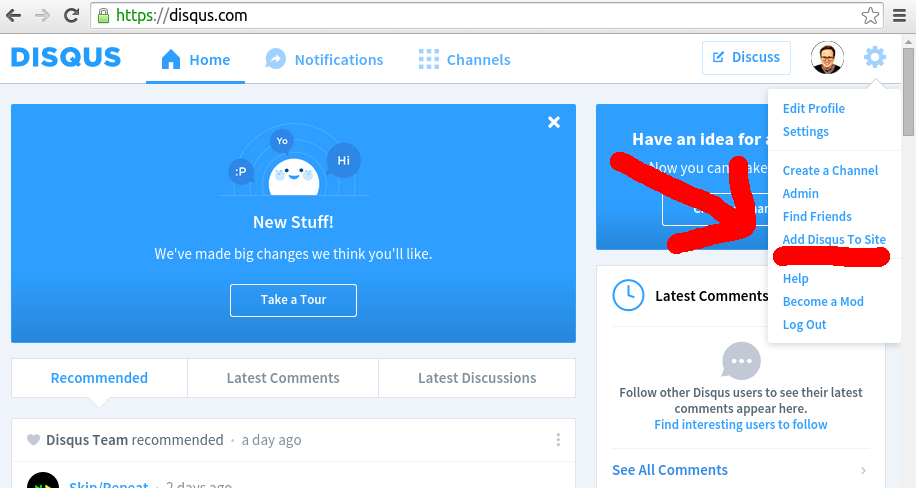 https://disqus.com
DISQUS
Home
Notifications
Channels
Discuss
Edit Profile
Settings
Create a Channel
Admin
Find Friends
Add Disqus To Site
Help
Become a Mod
Log Out
:P
Yo
Hi
New Stuff!
We've made big changes we think you'll like.
Take a Tour
Have an idea for a
Now you can
Recommended
Latest Comments
Latest Discussions
Disqus Team recommended • a day ago
Skip/Repeat • 2 days ago
Latest Comments
Follow other Disqus users to see their latest
comments appear here.
Find interesting users to follow
See All Comments